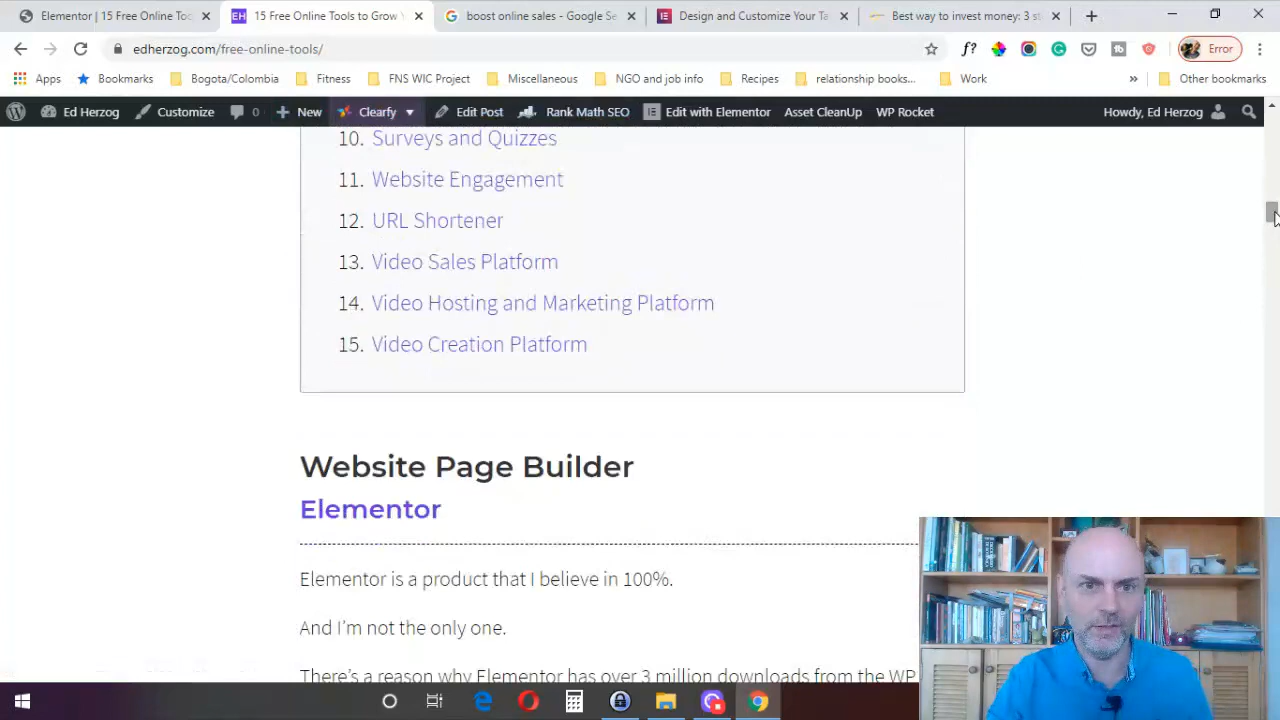 Elementor | 15 Free Online Too
15 Free Online Tools to Grow
boost online sales - Google Se
Design and Customize Your Ta
Best way to invest money: 3 st
edherzog.com/free-online-tools/
f?
Error
Apps
Bookmarks
Bogota/Colombia
Fitness
FNS WIC Project
Miscellaneous
NGO and job info
Recipes
relationship books...
Work
Other bookmarks
Ed Herzog
Customize
0
New
Clearfy
Edit Post
Rank Math SEO
Edit with Elementor
Asset CleanUp
WP Rocket
Howdy, Ed Herzog
10. Surveys and Quizzes
11. Website Engagement
12. URL Shortener
13. Video Sales Platform
14. Video Hosting and Marketing Platform
15. Video Creation Platform
Website Page Builder
Elementor
Elementor is a product that I believe in 100%.
And I'm not the only one.
There's a reason why Elementor has over 3 million downloads from the WP